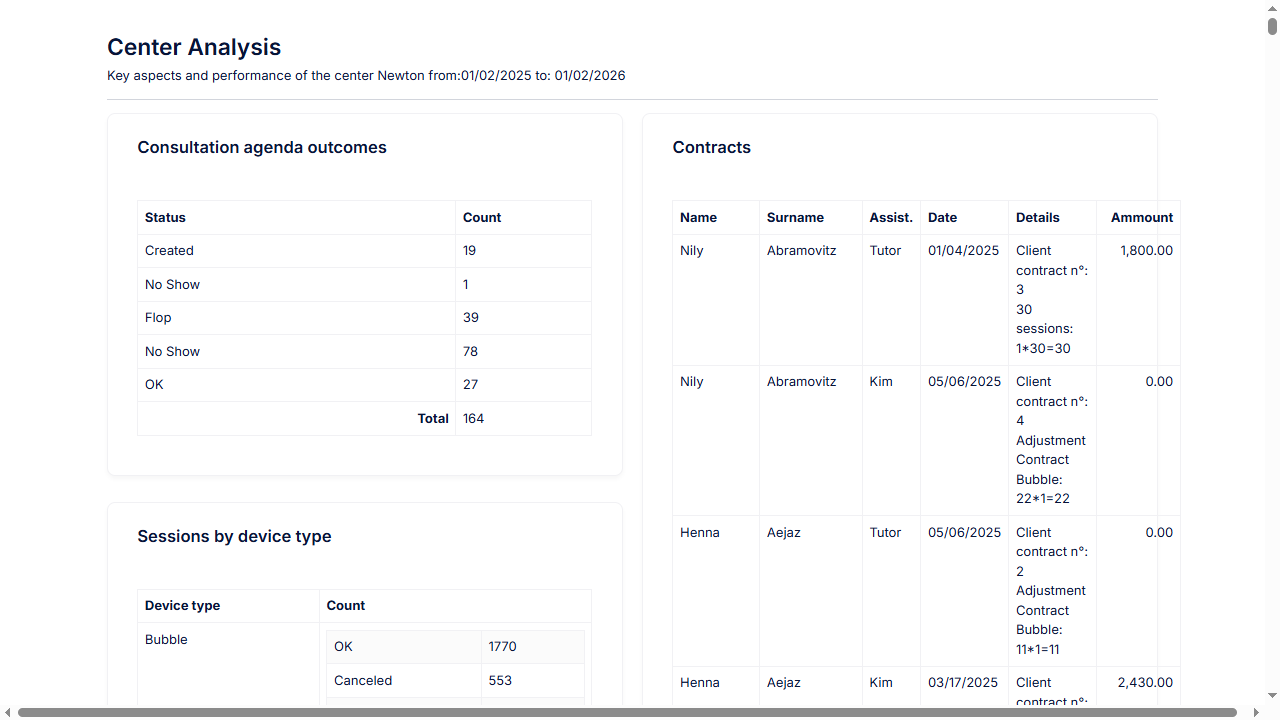 Center Analysis
Key aspects and performance of the center Newton from:01/02/2025 to: 01/02/2026
Consultation agenda outcomes
Status Count
Created 19
No Show 1
Flop 39
No Show 78
OK 27
Total 164
Sessions by device type
Device type Count
Bubble
OK 1770
Canceled 553
Contracts
Name Surname Assist. Date Details Ammount
Nily Abramovitz Tutor 01/04/2025 Client 1,800.00
contract n°:
3
30
sessions:
1*30=30
Nily Abramovitz Kim 05/06/2025 Client 0.00
contract n°:
4
Adjustment
Contract
Bubble:
22*1=22
Henna Aejaz Tutor 05/06/2025 Client 0.00
contract n°:
2
Adjustment
Contract
Bubble:
11*1=11
Henna Aejaz Kim 03/17/2025 Client 2,430.00
contract n°: